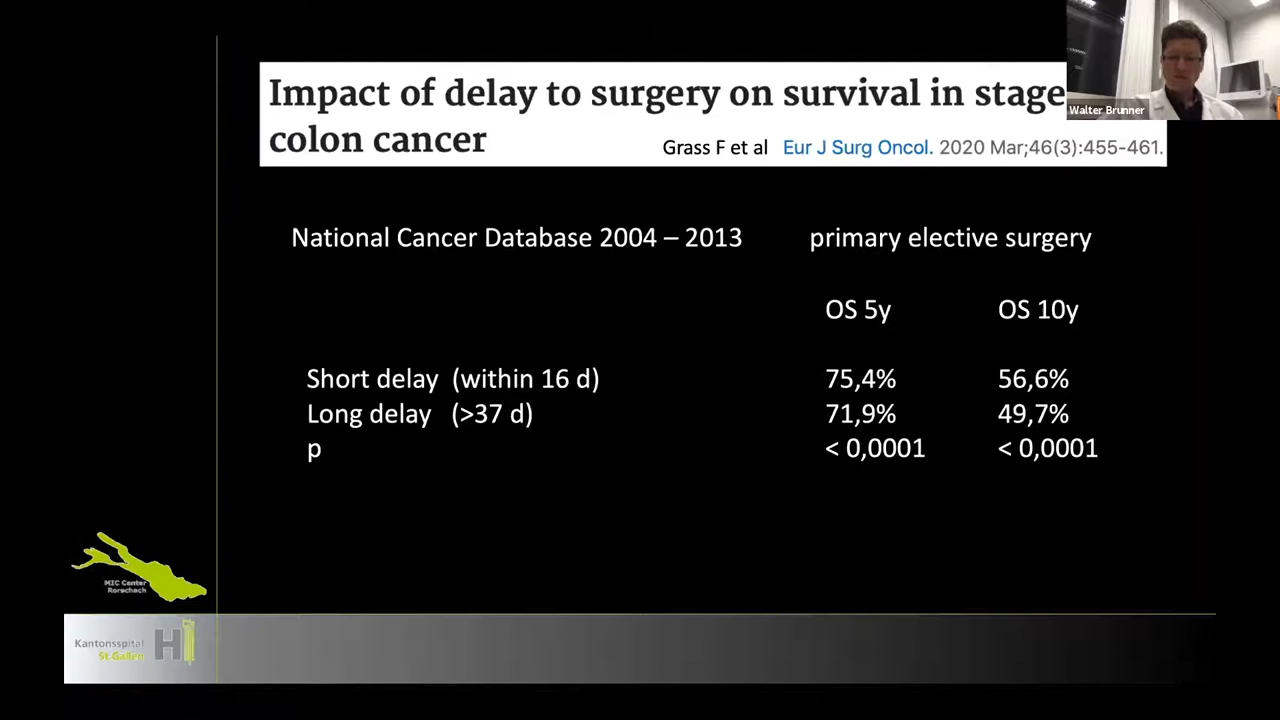 Impact of delay to surgery on survival in stage
colon cancer
Grass F et al Eur J Surg Oncol. 2020 Mar;46(3):455-461.
Walter Brunner
National Cancer Database 2004 – 2013 primary elective surgery
OS 5y OS 10y
Short delay (within 16 d) 75,4% 56,6%
Long delay (>37 d) 71,9% 49,7%
p < 0,0001 < 0,0001
MIC Center
Rorschach
Kantonsspital
St.Gallen